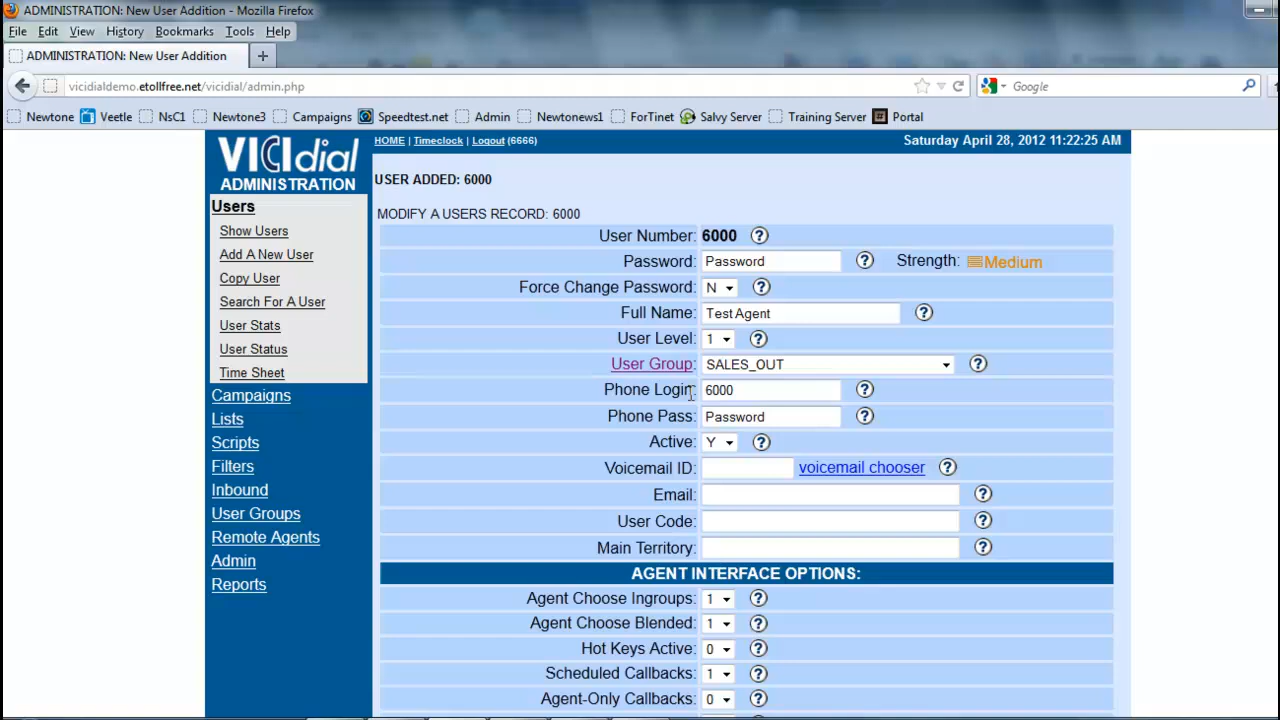 ADMINISTRATION: New User Addition - Mozilla Firefox
File Edit View History Bookmarks Tools Help
ADMINISTRATION: New User Addition
vicidialdemo.etollfree.net/vicidial/admin.php
Google
Newtone Veetle NsC1 Newtone3 Campaigns Speedtest.net Admin Newtonews1 ForTinet Salvy Server Training Server Portal
VICIdial
ADMINISTRATION
HOME | Timeclock | Logout (6666)
Saturday April 28, 2012 11:22:25 AM
Users
Show Users
Add A New User
Copy User
Search For A User
User Stats
User Status
Time Sheet
Campaigns
Lists
Scripts
Filters
Inbound
User Groups
Remote Agents
Admin
Reports
USER ADDED: 6000
MODIFY A USERS RECORD: 6000
User Number: 6000
Password: Password Strength: Medium
Force Change Password: N
Full Name: Test Agent
User Level: 1
User Group: SALES_OUT
Phone Login: 6000
Phone Pass: Password
Active: Y
Voicemail ID: voicemail chooser
Email:
User Code:
Main Territory:
AGENT INTERFACE OPTIONS:
Agent Choose Ingroups: 1
Agent Choose Blended: 1
Hot Keys Active: 0
Scheduled Callbacks: 1
Agent-Only Callbacks: 0